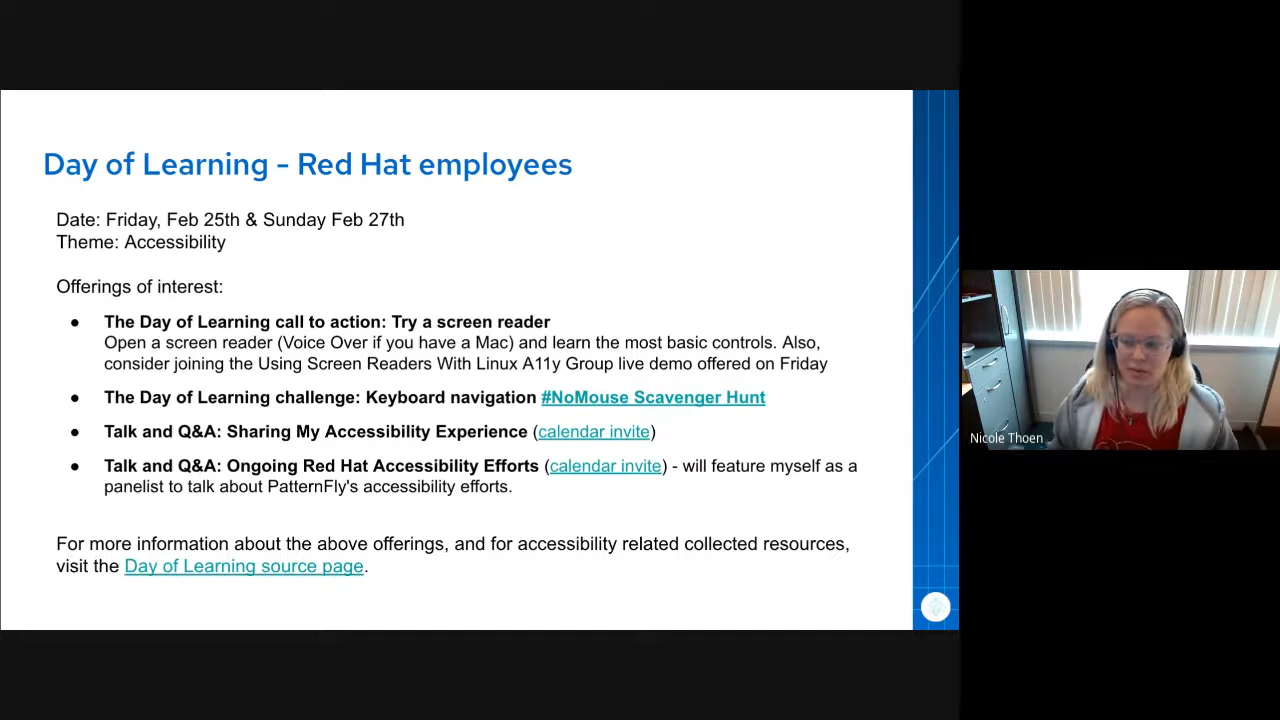 Day of Learning - Red Hat employees
Date: Friday, Feb 25th & Sunday Feb 27th
Theme: Accessibility
Offerings of interest:
● The Day of Learning call to action: Try a screen reader
Open a screen reader (Voice Over if you have a Mac) and learn the most basic controls. Also,
consider joining the Using Screen Readers With Linux A11y Group live demo offered on Friday
● The Day of Learning challenge: Keyboard navigation #NoMouse Scavenger Hunt
● Talk and Q&A: Sharing My Accessibility Experience (calendar invite)
● Talk and Q&A: Ongoing Red Hat Accessibility Efforts (calendar invite) - will feature myself as a
panelist to talk about PatternFly's accessibility efforts.
For more information about the above offerings, and for accessibility related collected resources,
visit the Day of Learning source page.
Nicole Thoen